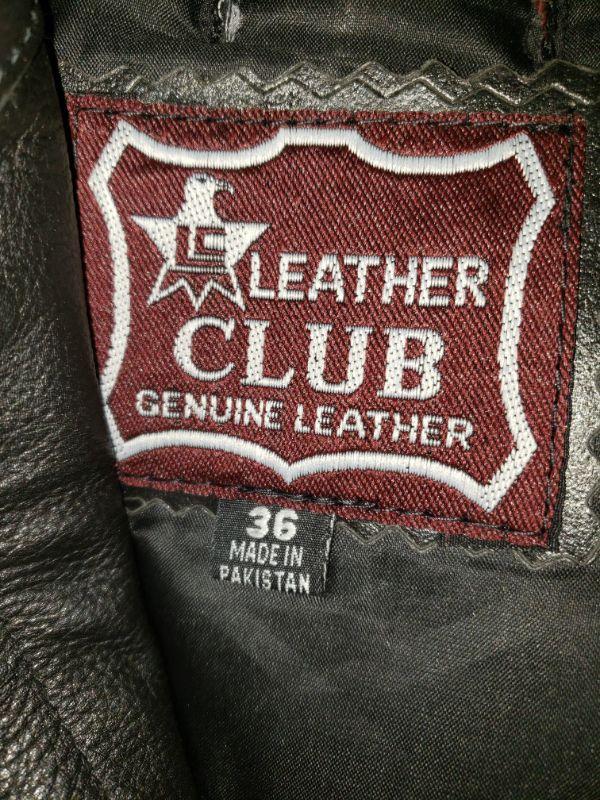 LC
LEATHER
CLUB
GENUINE LEATHER
36
MADE IN
PAKISTAN